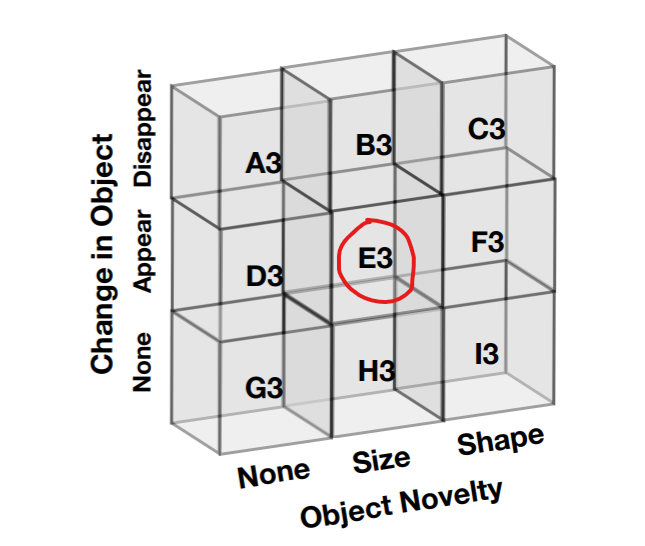 Change in Object
Disappear
Appear
None
A3
B3
C3
D3
E3
F3
G3
H3
I3
None
Size
Shape
Object Novelty